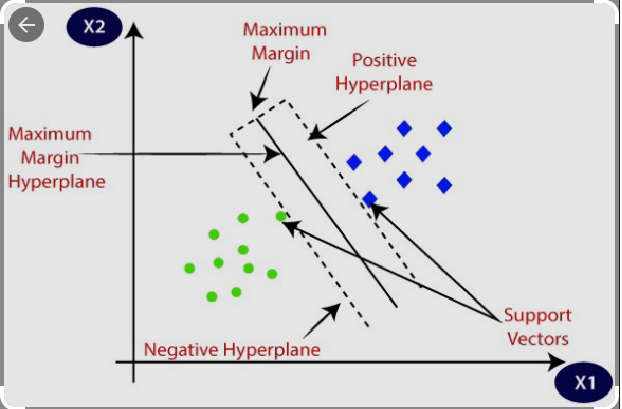 X2
Maximum
Margin
Positive
Hyperplane
Maximum
Margin
Hyperplane
Support
Vectors
Negative Hyperplane
X1